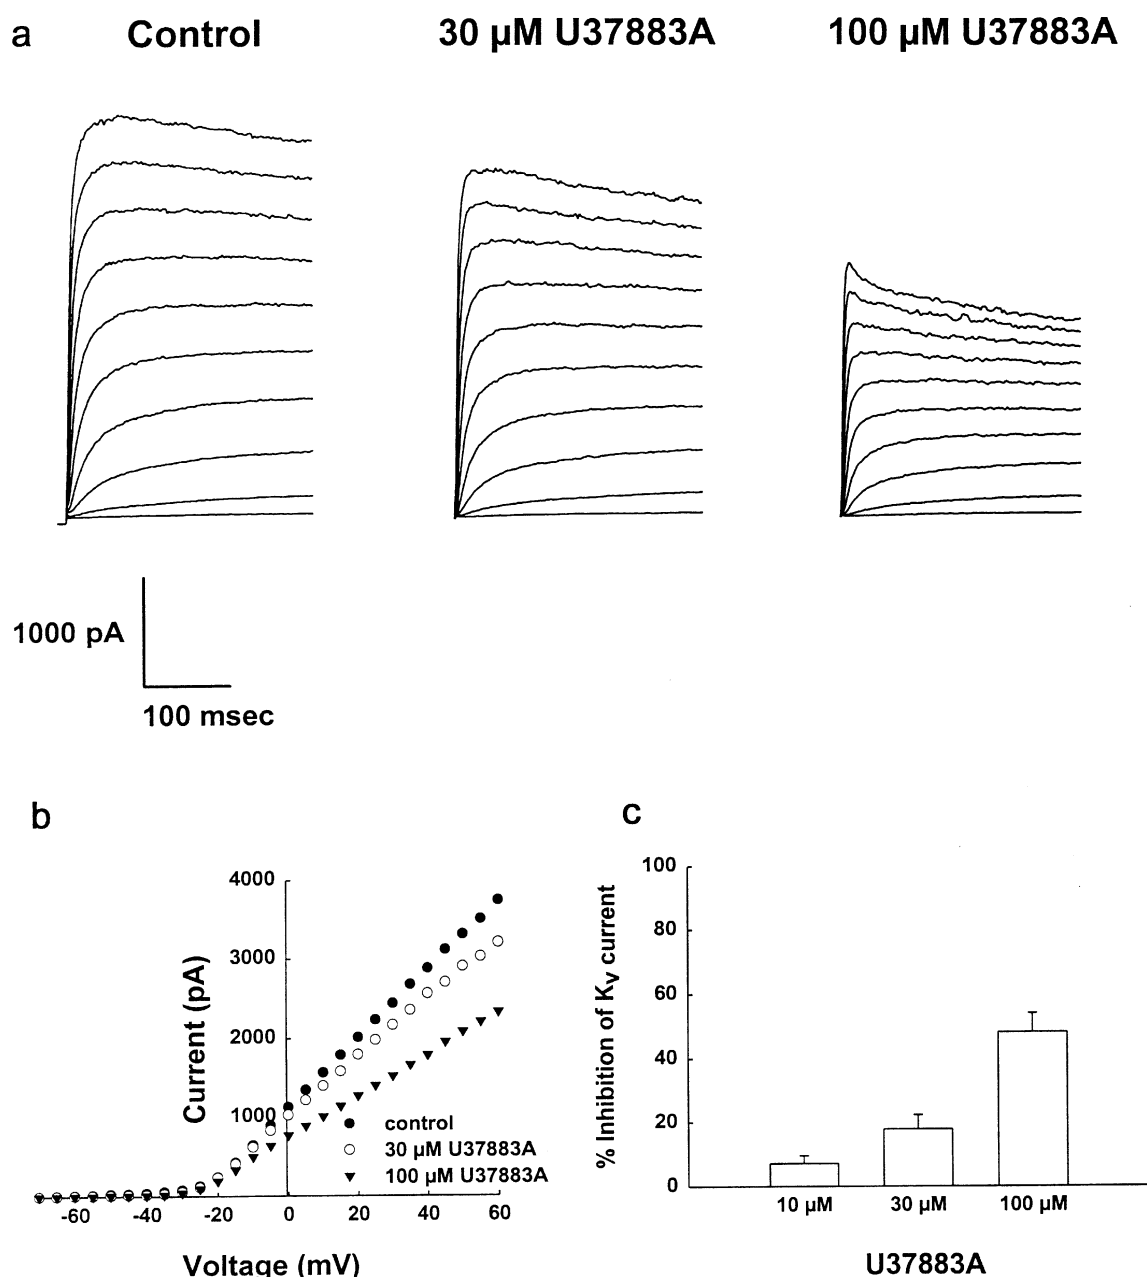 a
Control
30 µM U37883A
100 µM U37883A
1000 pA
100 msec
b
4000
3000
2000
1000
Current (pA)
control
30 µM U37883A
100 µM U37883A
-60
-40
-20
0
20
40
60
Voltage (mV)
c
100
80
60
40
20
0
% Inhibition of Kv current
10 µM
30 µM
100 µM
U37883A